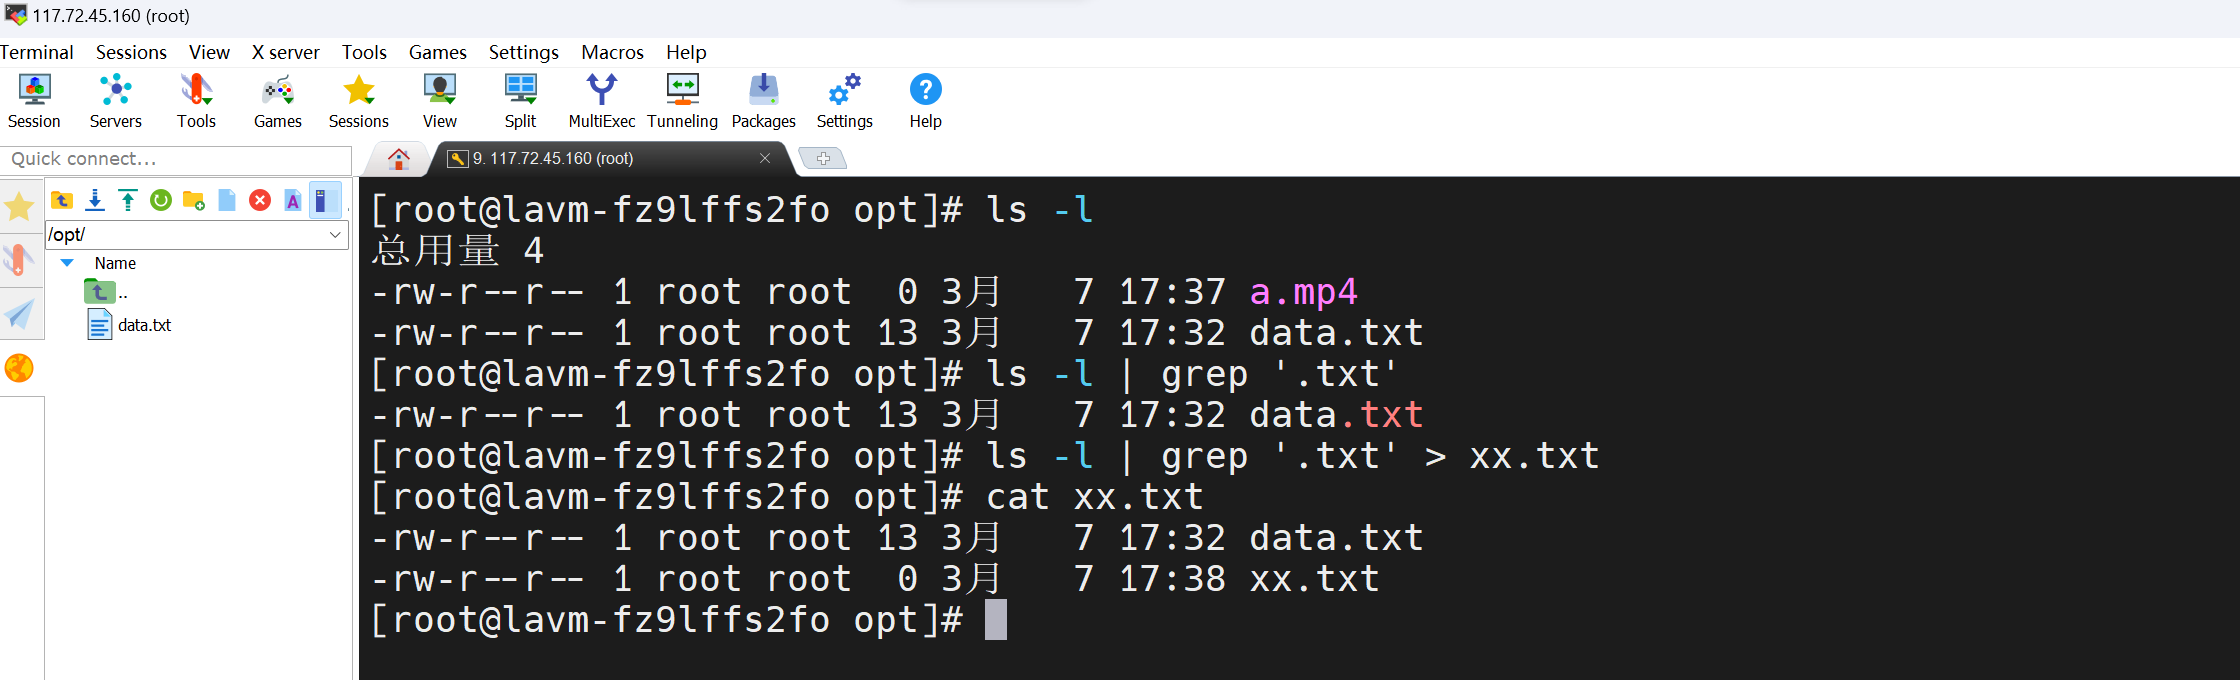 117.72.45.160 (root)
Terminal Sessions View X server Tools Games Settings Macros Help
Session Servers Tools Games Sessions View Split MultiExec Tunneling Packages Settings Help
Quick connect...
9. 117.72.45.160 (root)
/opt/
Name
..
data.txt
[root@lavm-fz9lffs2fo opt]# ls -l
总用量 4
-rw-r--r-- 1 root root  0 3月   7 17:37 a.mp4
-rw-r--r-- 1 root root 13 3月   7 17:32 data.txt
[root@lavm-fz9lffs2fo opt]# ls -l | grep '.txt'
-rw-r--r-- 1 root root 13 3月   7 17:32 data.txt
[root@lavm-fz9lffs2fo opt]# ls -l | grep '.txt' > xx.txt
[root@lavm-fz9lffs2fo opt]# cat xx.txt
-rw-r--r-- 1 root root 13 3月   7 17:32 data.txt
-rw-r--r-- 1 root root  0 3月   7 17:38 xx.txt
[root@lavm-fz9lffs2fo opt]#